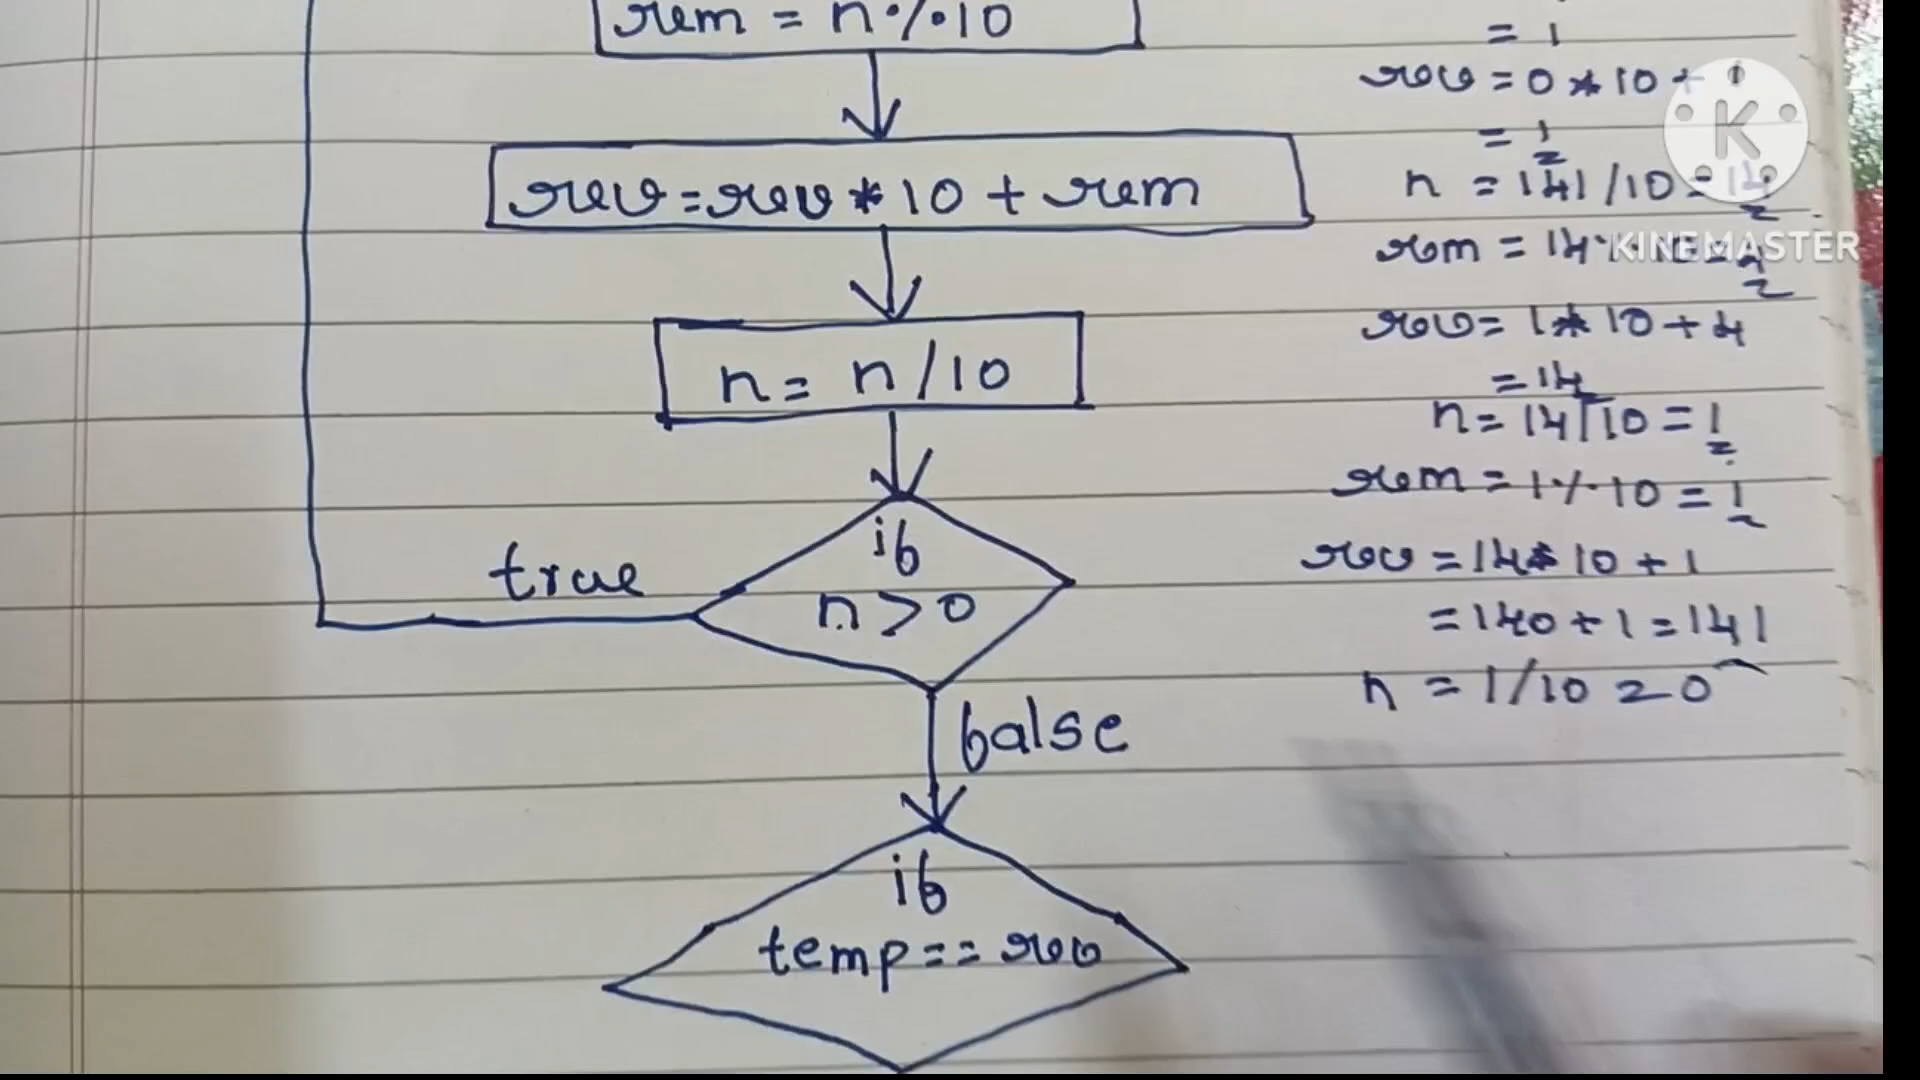 rem = n%10
rev=rev*10+rem
n=n/10
if
n>0
true
false
if
temp==rev
=1
rev=0*10+1
=1
n=141/10=14
rem=14%10=4
rev=1*10+4
=14
n=14/10=1
rem=1%10=1
rev=14*10+1
=140+1=141
n=1/10=0
K
KINEMASTER